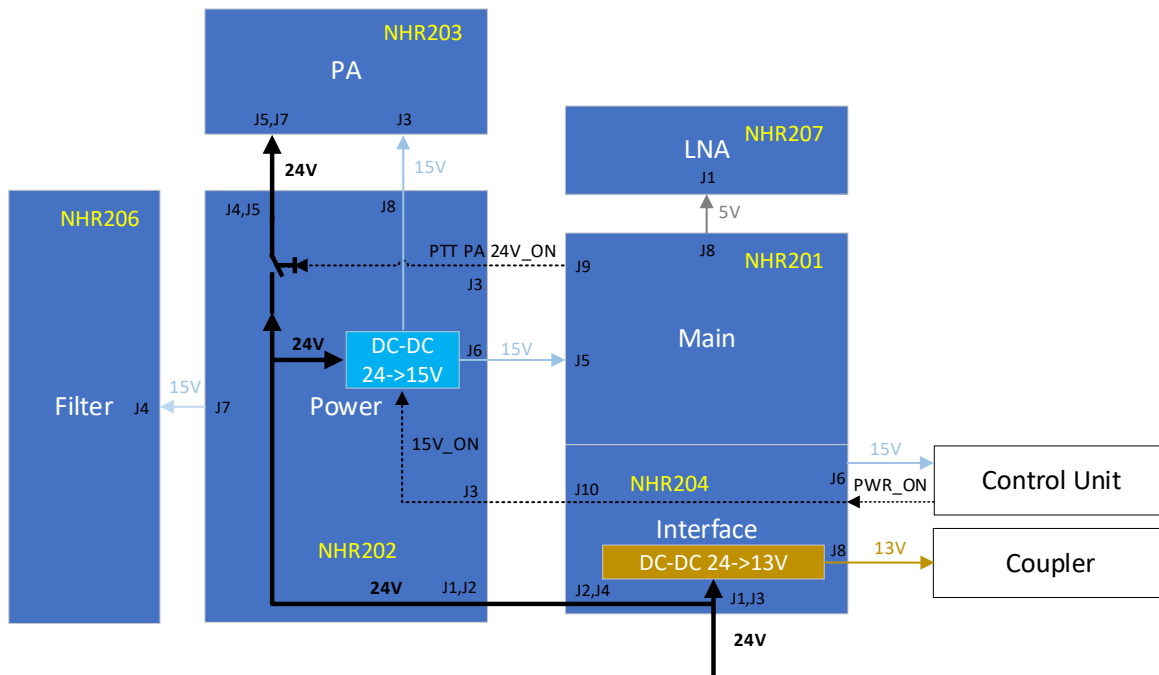 NHR203
PA
J5,J7
J3
24V
15V
NHR207
LNA
J1
5V
NHR206
J4,J5
J8
J8
NHR201
PTT PA 24V_ON
J9
J3
Main
24V
DC-DC
24->15V
J6
15V
J5
15V
Filter
J4
J7
Power
15V_ON
15V
J6
Control Unit
PWR_ON
J3
J10
NHR204
Interface
NHR202
DC-DC 24->13V
J8
13V
Coupler
24V
J1,J2
J2,J4
J1,J3
24V